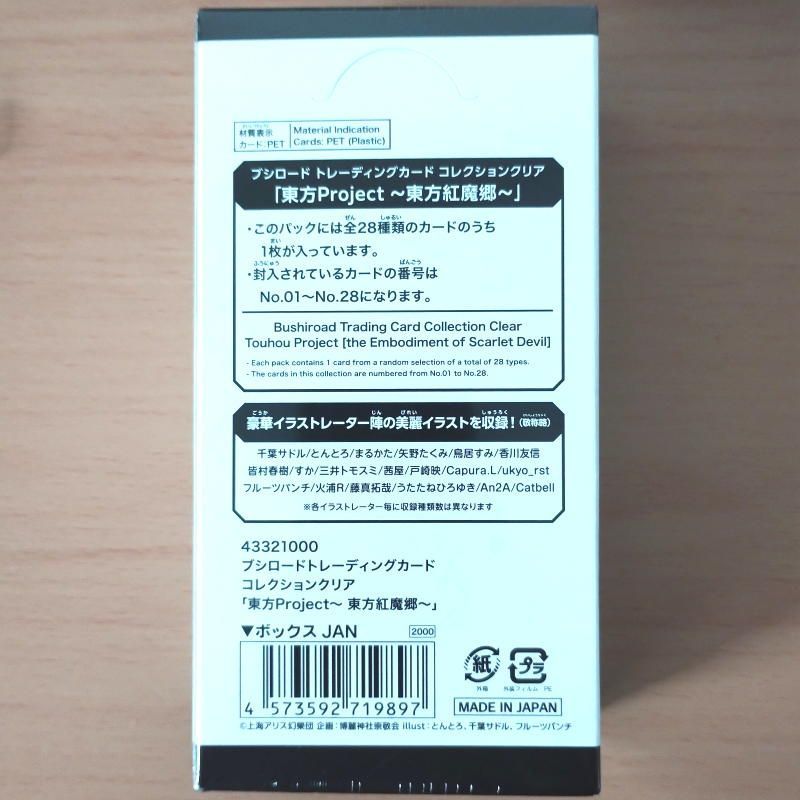 材質表示
カード：PET
Material Indication
Cards: PET (Plastic)
ブシロード トレーディングカード コレクションクリア
「東方Project ～東方紅魔郷～」
・このパックには全28種類のカードのうち
1枚が入っています。
・封入されているカードの番号は
No.01～No.28になります。
Bushiroad Trading Card Collection Clear
Touhou Project [the Embodiment of Scarlet Devil]
- Each pack contains 1 card from a random selection of a total of 28 types.
- The cards in this collection are numbered from No.01 to No.28.
豪華イラストレーター陣の美麗イラストを収録！（敬称略）
千葉サドル/とんとろ/まるかた/矢野たくみ/鳥居すみ/香川友信
皆村春樹/すか/三井トモスミ/茜屋/戸崎映/Capura.L/ukyo_rst
フルーツパンチ/火浦R/藤真拓哉/うたたねひろゆき/An2A/Catbell
※各イラストレーター毎に収録種類数は異なります
43321000
ブシロードトレーディングカード
コレクションクリア
「東方Project～ 東方紅魔郷～」
▼ボックス JAN
2000
4 573592 719897
紙
外箱
プラ
外装フィルム PE
MADE IN JAPAN
©上海アリス幻樂団 企画：博麗神社崇敬会 illust：とんとろ、千葉サドル、フルーツパンチ